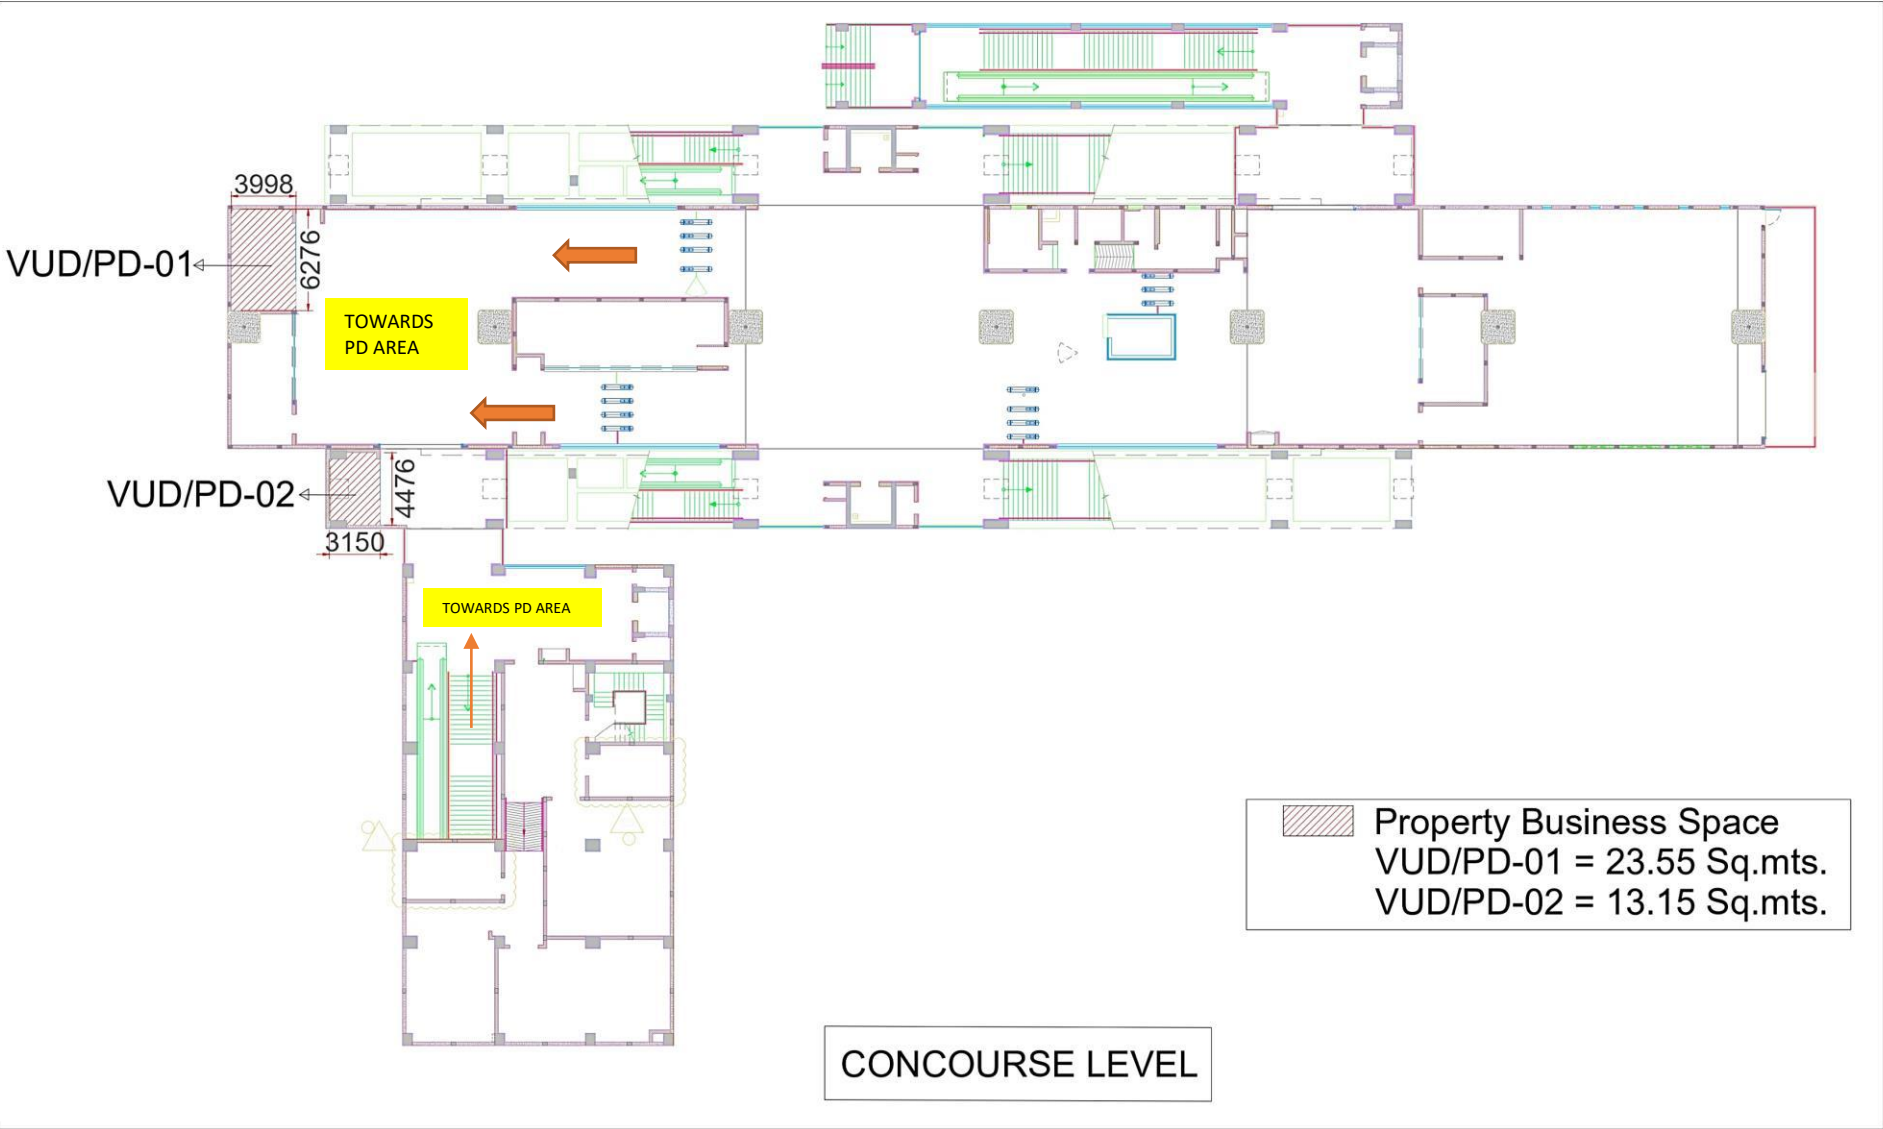 3998
VUD/PD-01
6276
TOWARDS
PD AREA
VUD/PD-02
4476
3150
TOWARDS PD AREA
Property Business Space
VUD/PD-01 = 23.55 Sq.mts.
VUD/PD-02 = 13.15 Sq.mts.
CONCOURSE LEVEL